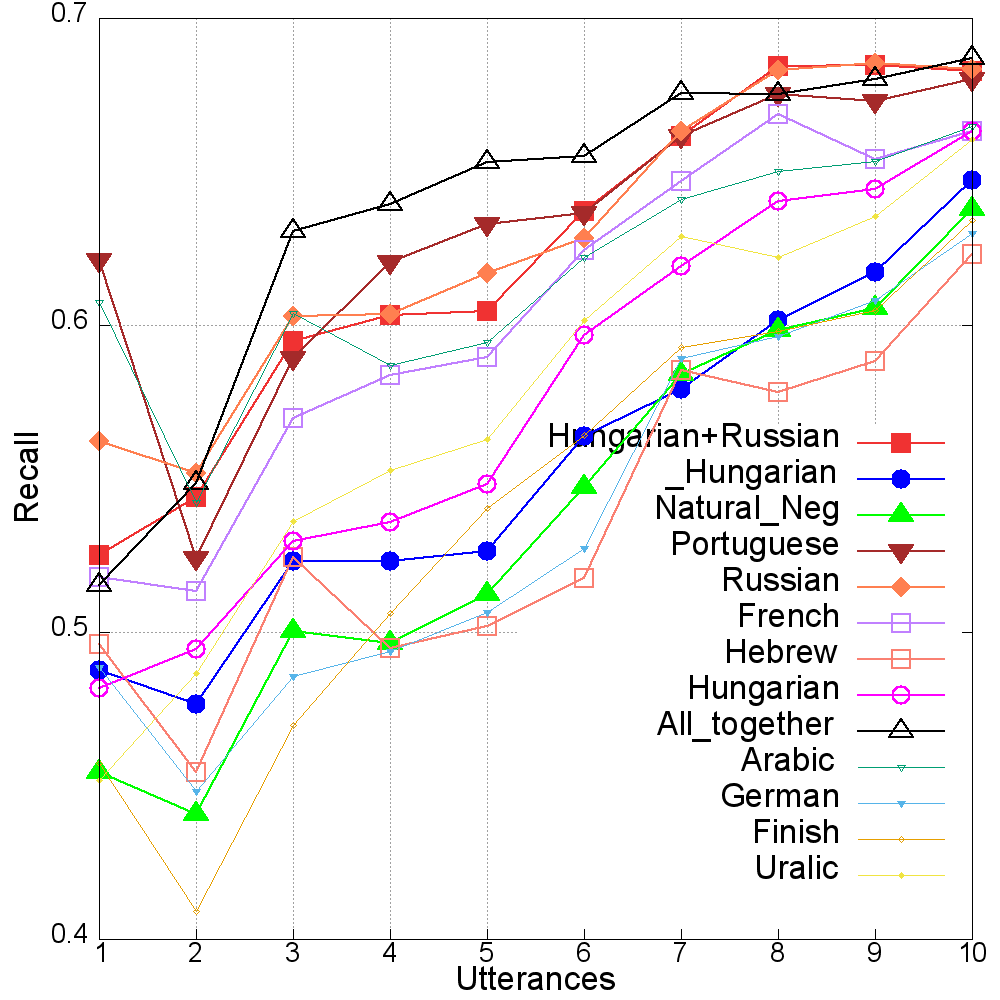 0.7
0.6
0.5
0.4
Recall
Hungarian+Russian
_Hungarian
Natural_Neg
Portuguese
Russian
French
Hebrew
Hungarian
All_together
Arabic
German
Finish
Uralic
1 2 3 4 5 6 7 8 9 10
Utterances